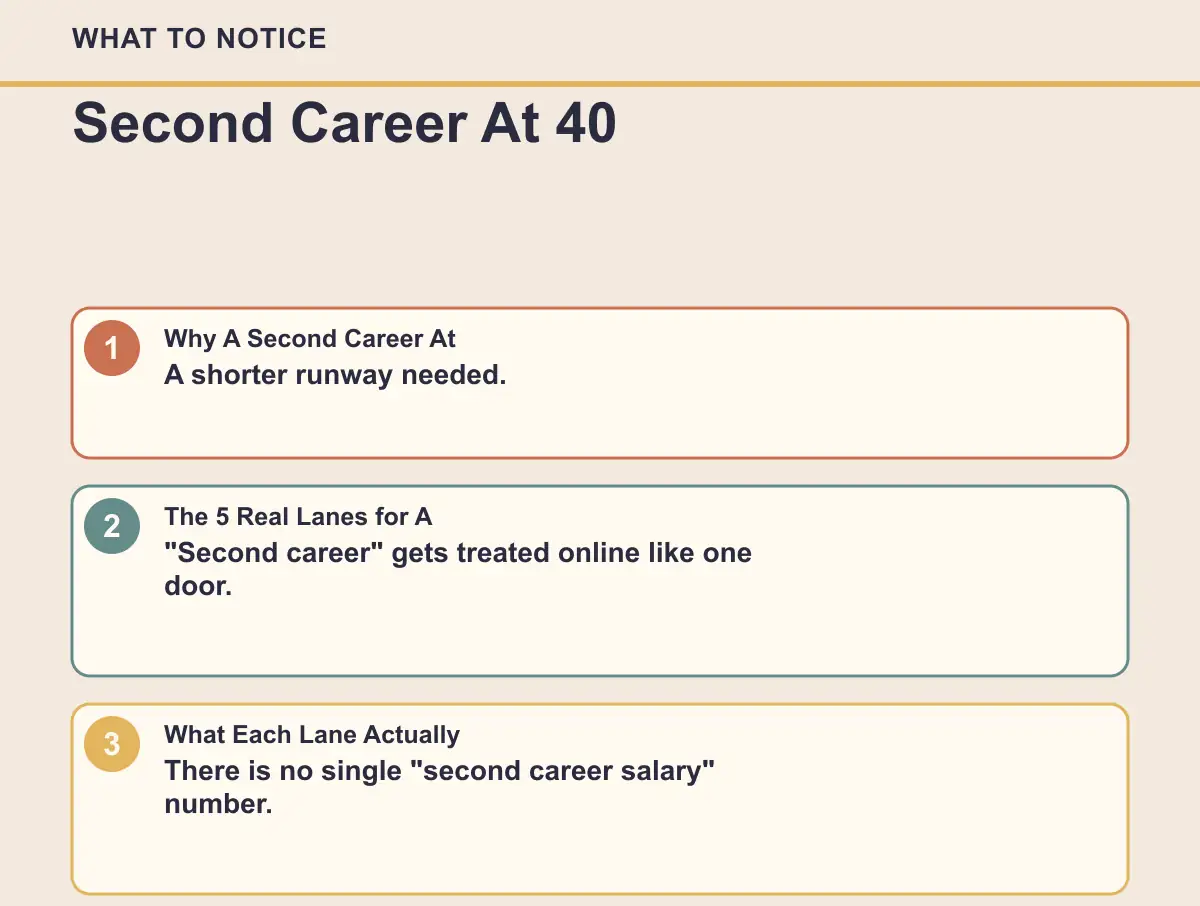 WHAT TO NOTICE
Second Career At 40
1
Why A Second Career At
A shorter runway needed.
2
The 5 Real Lanes for A
"Second career" gets treated online like one
door.
3
What Each Lane Actually
There is no single "second career salary"
number.